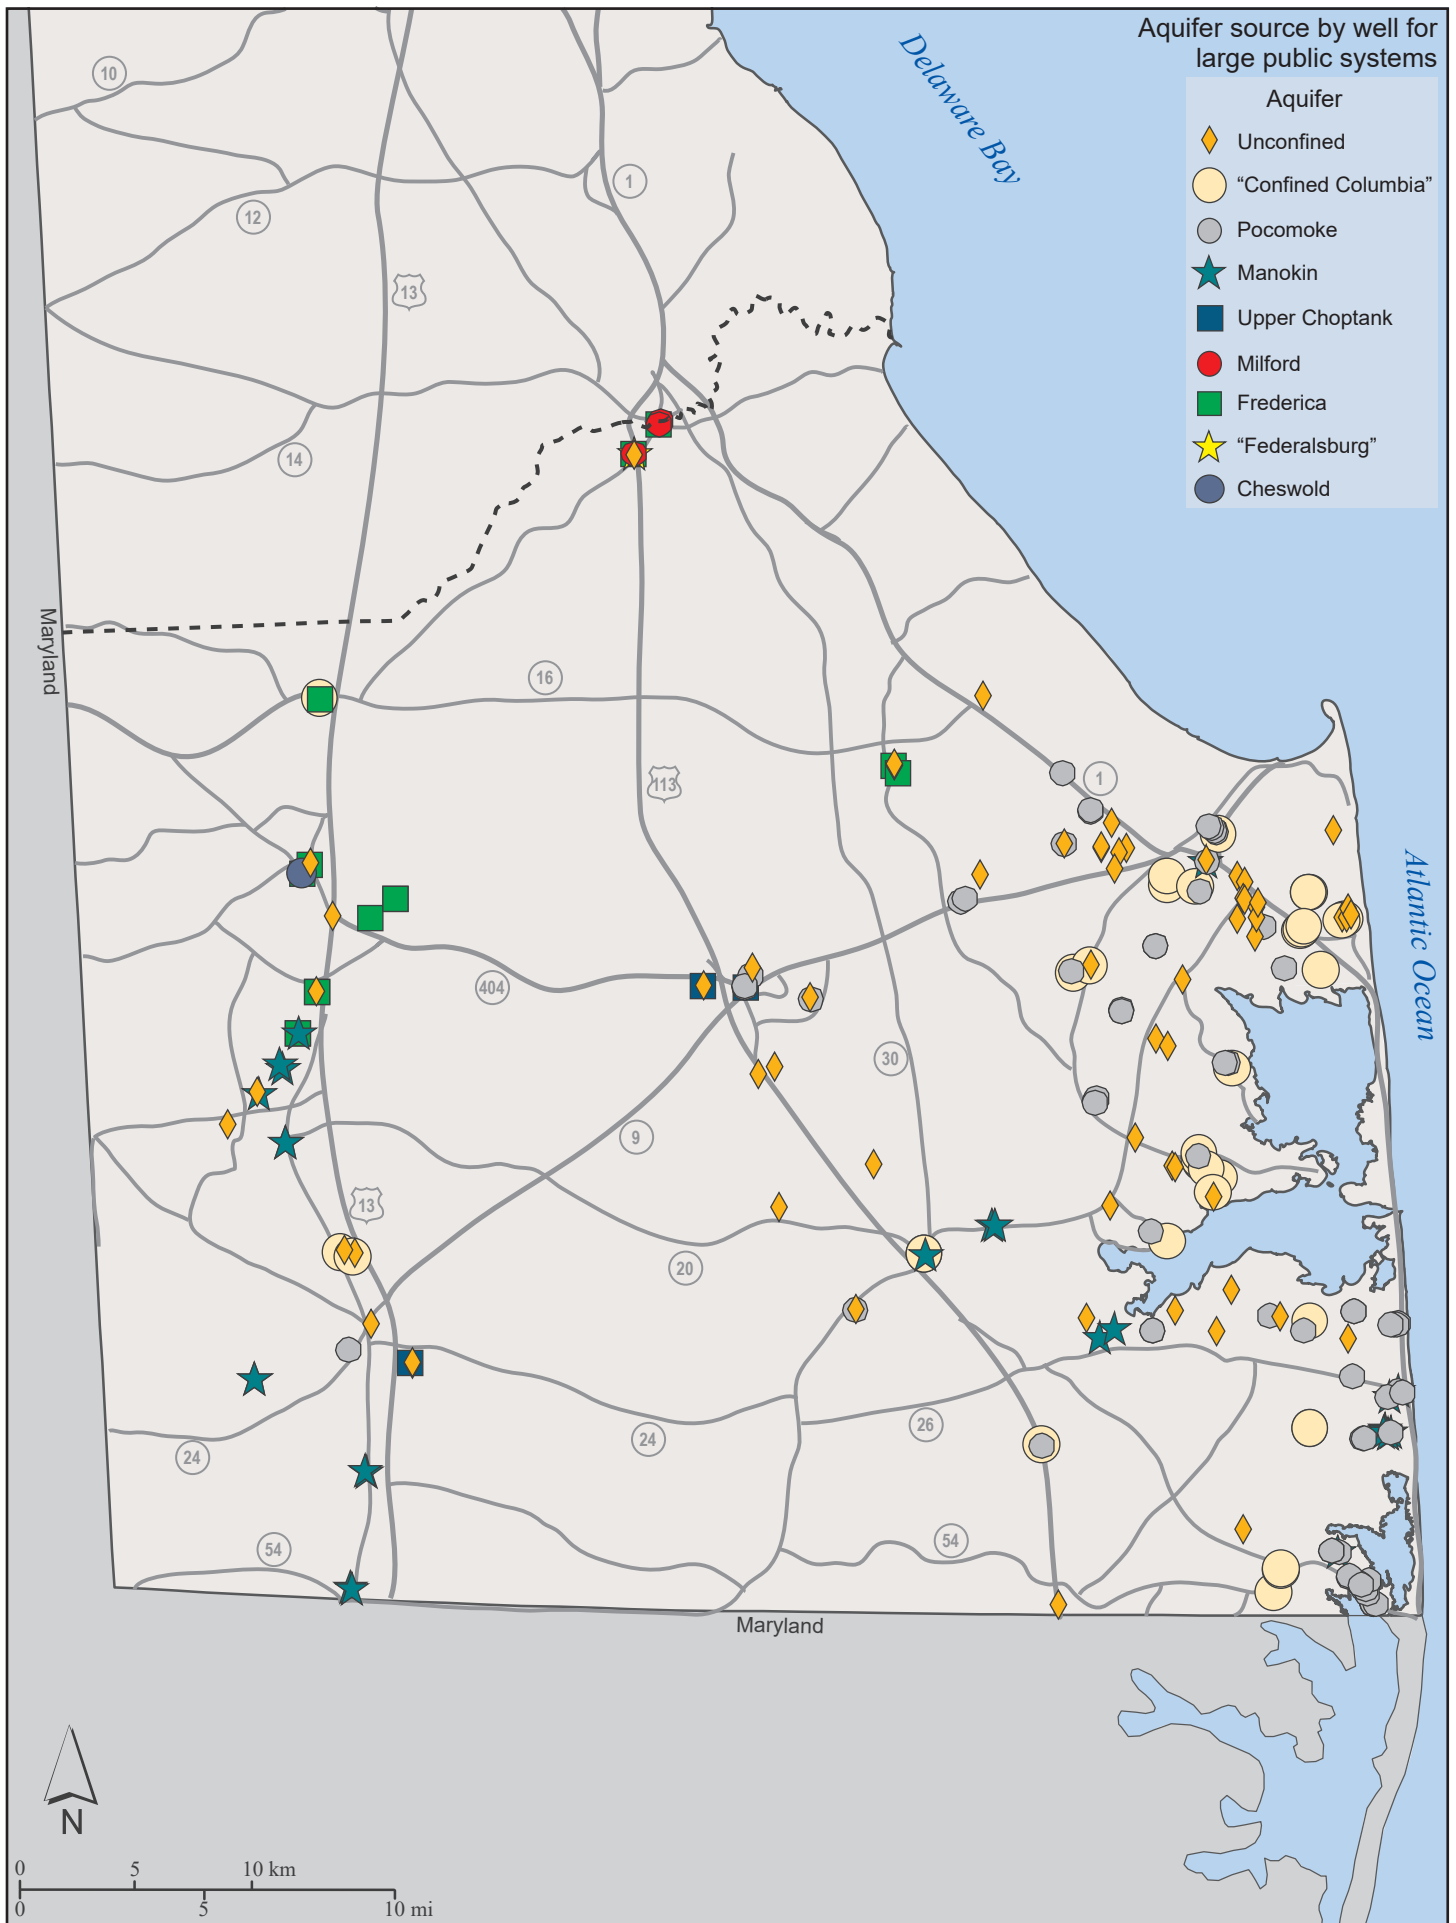 Aquifer source by well for
large public systems
Aquifer
Unconfined
“Confined Columbia”
Pocomoke
Manokin
Upper Choptank
Milford
Frederica
“Federalsburg”
Cheswold
Delaware Bay
Atlantic Ocean
Maryland
10
12
1
13
14
16
113
1
404
30
9
13
20
24
26
24
54
54
Maryland
N
0 5 10 km
0 5 10 mi